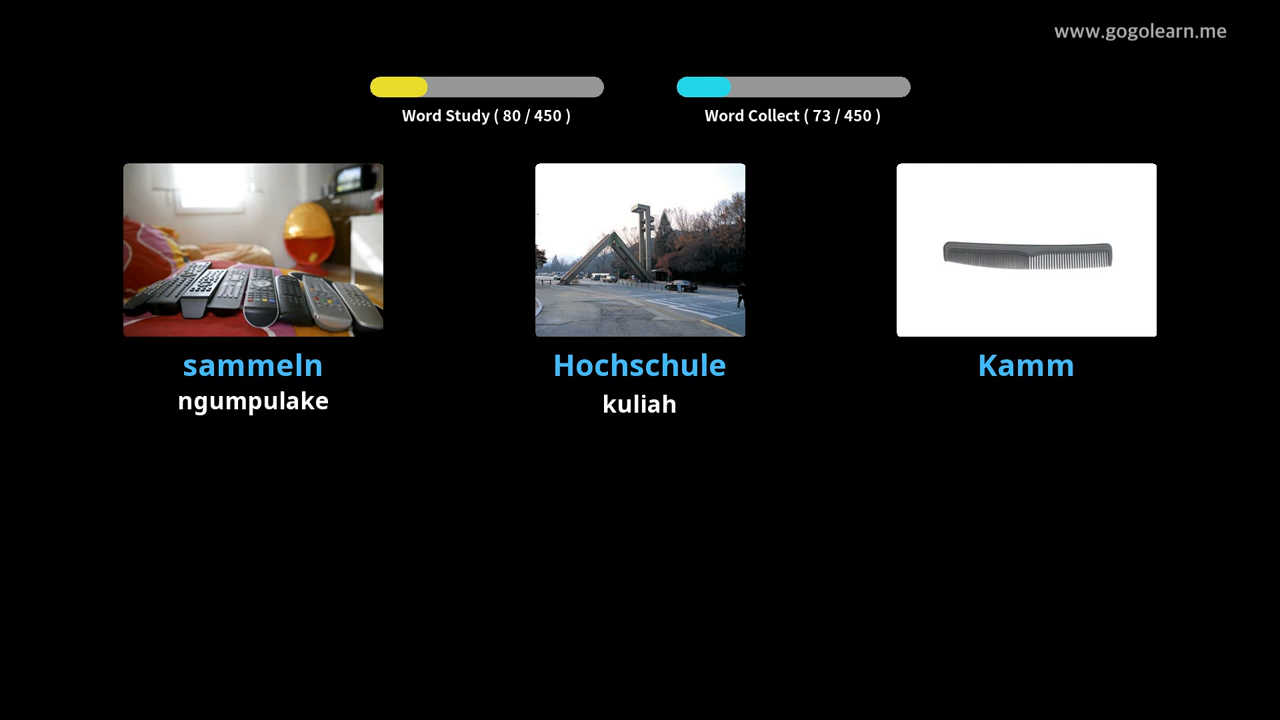 www.gogolearn.me
Word Study ( 80 / 450 )
Word Collect ( 73 / 450 )
sammeln
ngumpulake
Hochschule
kuliah
Kamm